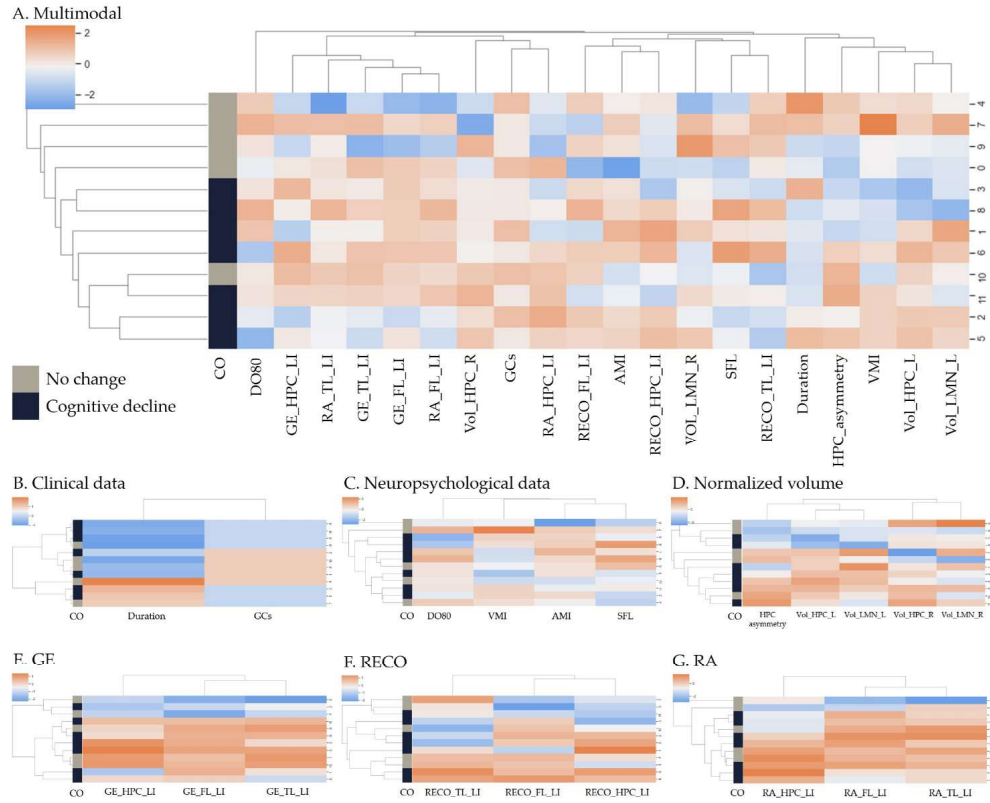 A. Multimodal
2
0
−2
4
7
9
0
3
8
1
6
10
11
2
5
CO
DO80
GE_HPC_LI
RA_TL_LI
GE_TL_LI
GE_FL_LI
RA_FL_LI
Vol_HPC_R
GCs
RA_HPC_LI
RECO_FL_LI
AMI
RECO_HPC_LI
VOL_LMN_R
SFL
RECO_TL_LI
Duration
HPC_asymmetry
VMI
Vol_HPC_L
Vol_LMN_L
No change
Cognitive decline
B. Clinical data
CO Duration GCs
C. Neuropsychological data
CO DO80 VMI AMI SFL
D. Normalized volume
CO HPC asymmetry Vol_HPC_L Vol_LMN_L Vol_HPC_R Vol_LMN_R
E. GE
CO GE_HPC_LI GE_FL_LI GE_TL_LI
F. RECO
CO RECO_TL_LI RECO_FL_LI RECO_HPC_LI
G. RA
CO RA_HPC_LI RA_FL_LI RA_TL_LI